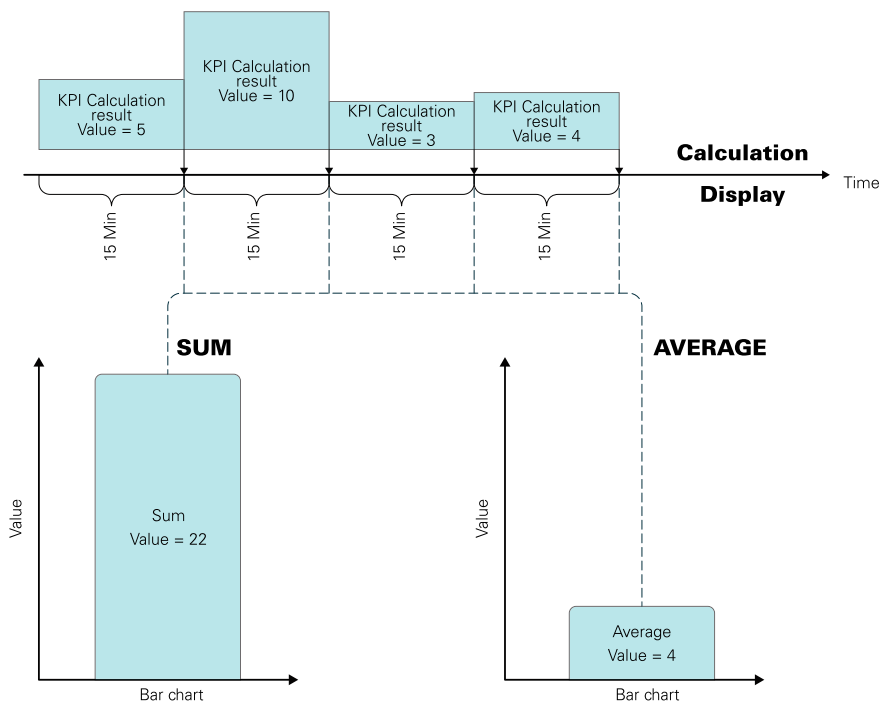 KPI Calculation
result
Value = 5
KPI Calculation
result
Value = 10
KPI Calculation
result
Value = 3
KPI Calculation
result
Value = 4
Calculation
Display
Time
15 Min
15 Min
15 Min
15 Min
SUM
Value
Sum
Value = 22
Bar chart
AVERAGE
Value
Average
Value = 4
Bar chart